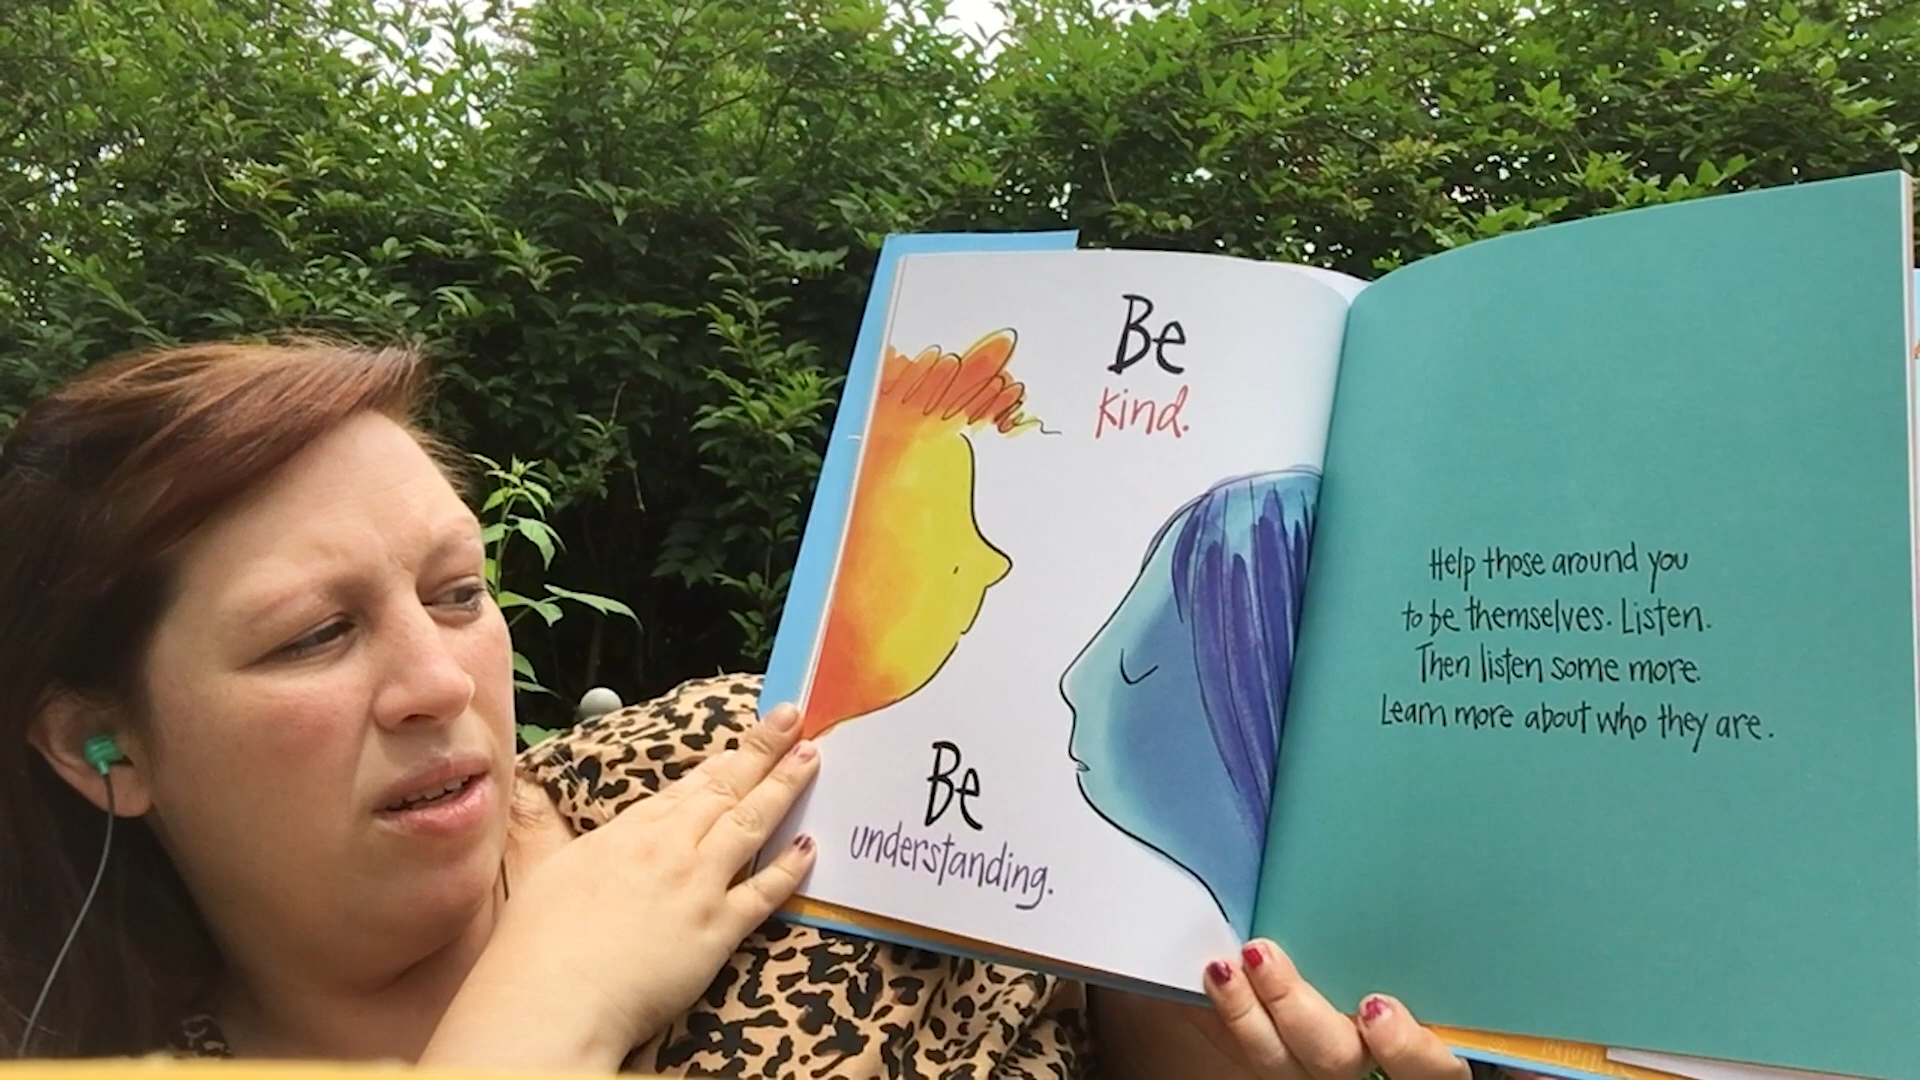 Be
kind.
Be
understanding.
Help those around you
to be themselves. Listen.
Then listen some more.
Learn more about who they are.